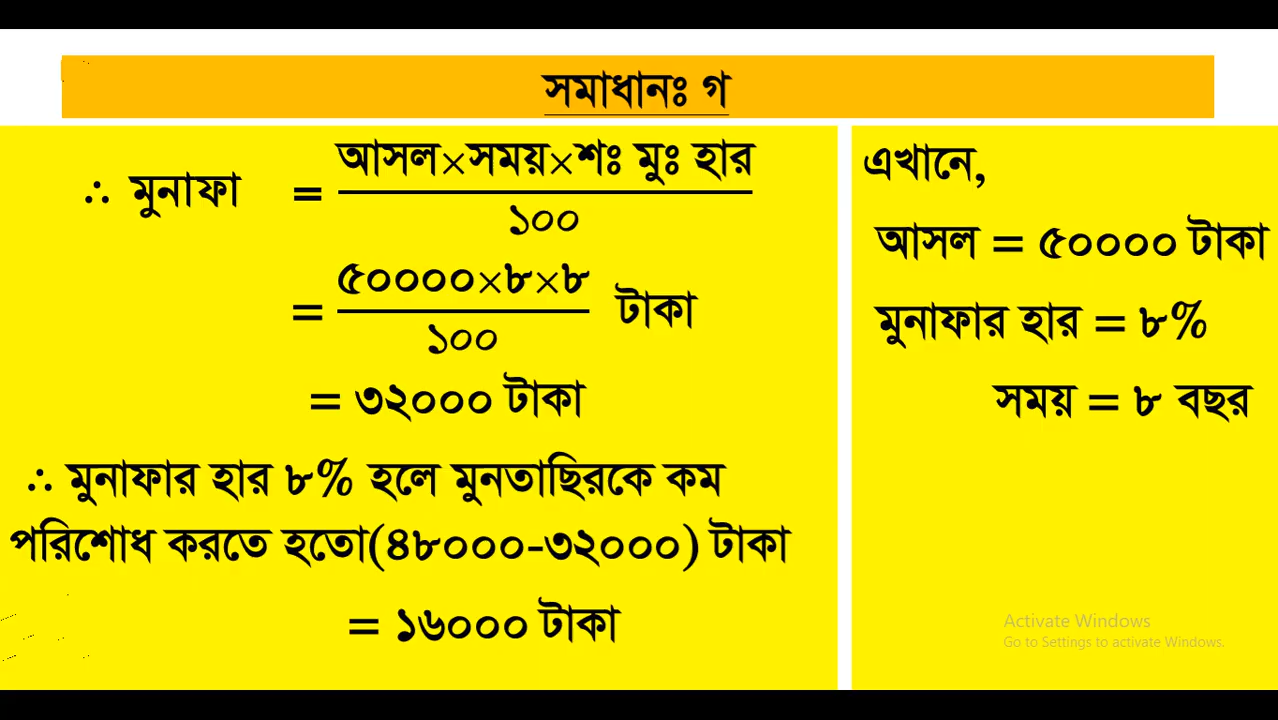 সমাধানঃ গ
∴ মুনাফা = আসল×সময়×শঃ মুঃ হার
১০০
= ৫০০০০×৮×৮ টাকা
১০০
= ৩২০০০ টাকা
∴ মুনাফার হার ৮% হলে মুনতাছিরকে কম
পরিশোধ করতে হতো(৪৮০০০-৩২০০০) টাকা
= ১৬০০০ টাকা
এখানে,
আসল = ৫০০০০ টাকা
মুনাফার হার = ৮%
সময় = ৮ বছর
Activate Windows
Go to Settings to activate Windows.